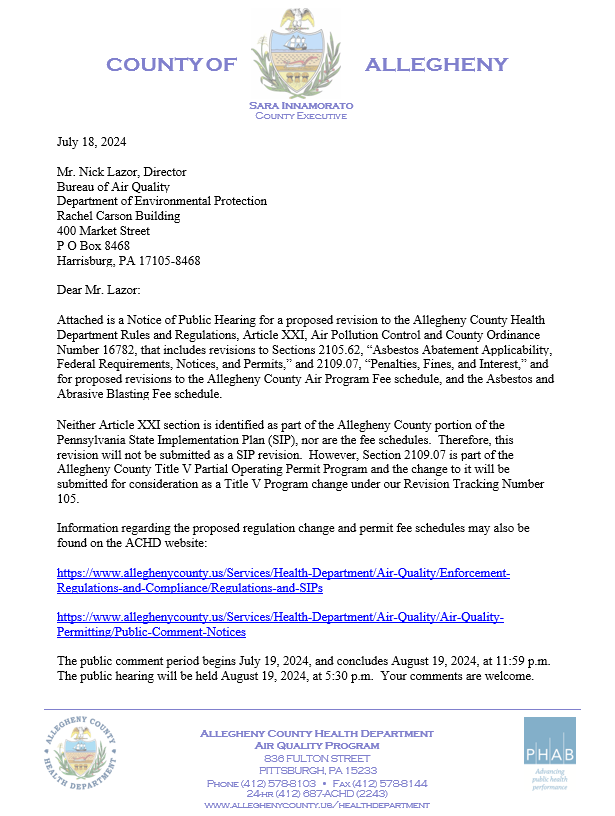 COUNTY OF ALLEGHENY
SARA INNAMORATO
COUNTY EXECUTIVE
July 18, 2024
Mr. Nick Lazor, Director
Bureau of Air Quality
Department of Environmental Protection
Rachel Carson Building
400 Market Street
P O Box 8468
Harrisburg, PA 17105-8468
Dear Mr. Lazor:
Attached is a Notice of Public Hearing for a proposed revision to the Allegheny County Health
Department Rules and Regulations, Article XXI, Air Pollution Control and County Ordinance
Number 16782, that includes revisions to Sections 2105.62, “Asbestos Abatement Applicability,
Federal Requirements, Notices, and Permits,” and 2109.07, “Penalties, Fines, and Interest,” and
for proposed revisions to the Allegheny County Air Program Fee schedule, and the Asbestos and
Abrasive Blasting Fee schedule.
Neither Article XXI section is identified as part of the Allegheny County portion of the
Pennsylvania State Implementation Plan (SIP), nor are the fee schedules.  Therefore, this
revision will not be submitted as a SIP revision.  However, Section 2109.07 is part of the
Allegheny County Title V Partial Operating Permit Program and the change to it will be
submitted for consideration as a Title V Program change under our Revision Tracking Number
105.
Information regarding the proposed regulation change and permit fee schedules may also be
found on the ACHD website:
https://www.alleghenycounty.us/Services/Health-Department/Air-Quality/Enforcement-
Regulations-and-Compliance/Regulations-and-SIPs
https://www.alleghenycounty.us/Services/Health-Department/Air-Quality/Air-Quality-
Permitting/Public-Comment-Notices
The public comment period begins July 19, 2024, and concludes August 19, 2024, at 11:59 p.m.
The public hearing will be held August 19, 2024, at 5:30 p.m.  Your comments are welcome.
ALLEGHENY COUNTY
HEALTH DEPARTMENT
ALLEGHENY COUNTY HEALTH DEPARTMENT
AIR QUALITY PROGRAM
836 FULTON STREET
PITTSBURGH, PA 15233
PHONE (412) 578-8103 • FAX (412) 578-8144
24-HR (412) 687-ACHD (2243)
WWW.ALLEGHENYCOUNTY.US/HEALTHDEPARTMENT
PHAB
Advancing
public health
performance